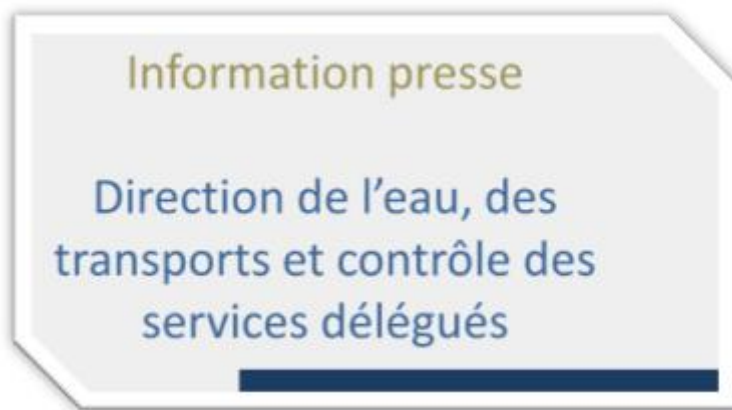 Information presse
Direction de l'eau, des
transports et contrôle des
services délégués